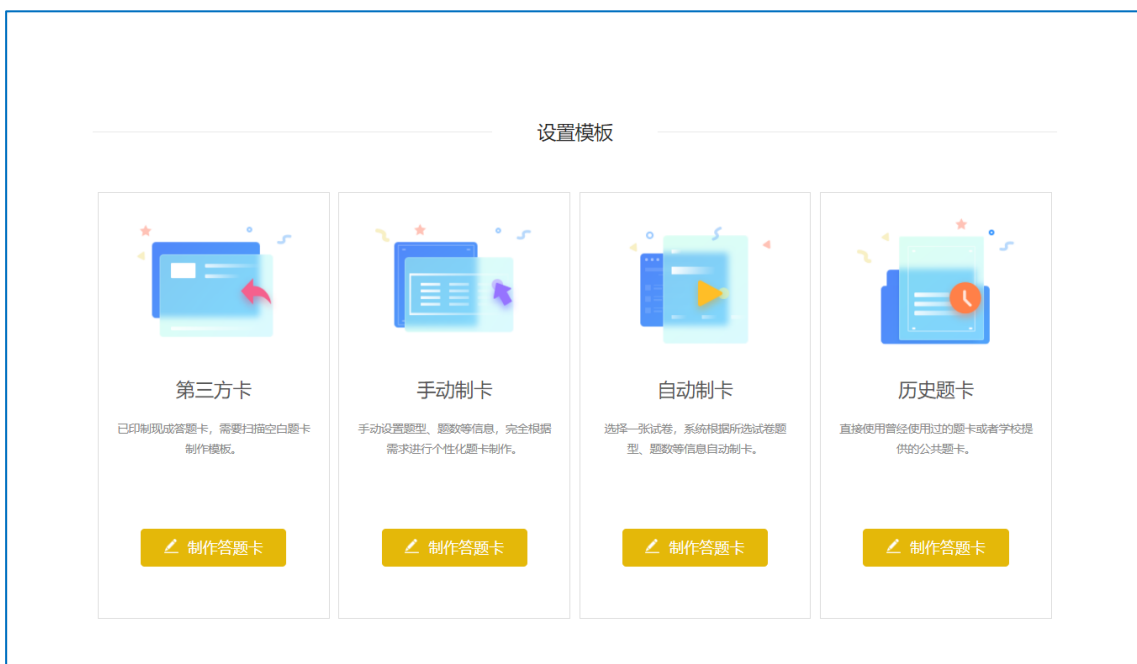 设置模板
第三方卡
已印制现成答题卡，需要扫描空白题卡
制作模板。
制作答题卡
手动制卡
手动设置题型、题数等信息，完全根据
需求进行个性化题卡制作。
制作答题卡
自动制卡
选择一张试卷，系统根据所选试卷题
型、题数等信息自动制卡。
制作答题卡
历史题卡
直接使用曾经使用过的题卡或者学校提
供的公共题卡。
制作答题卡